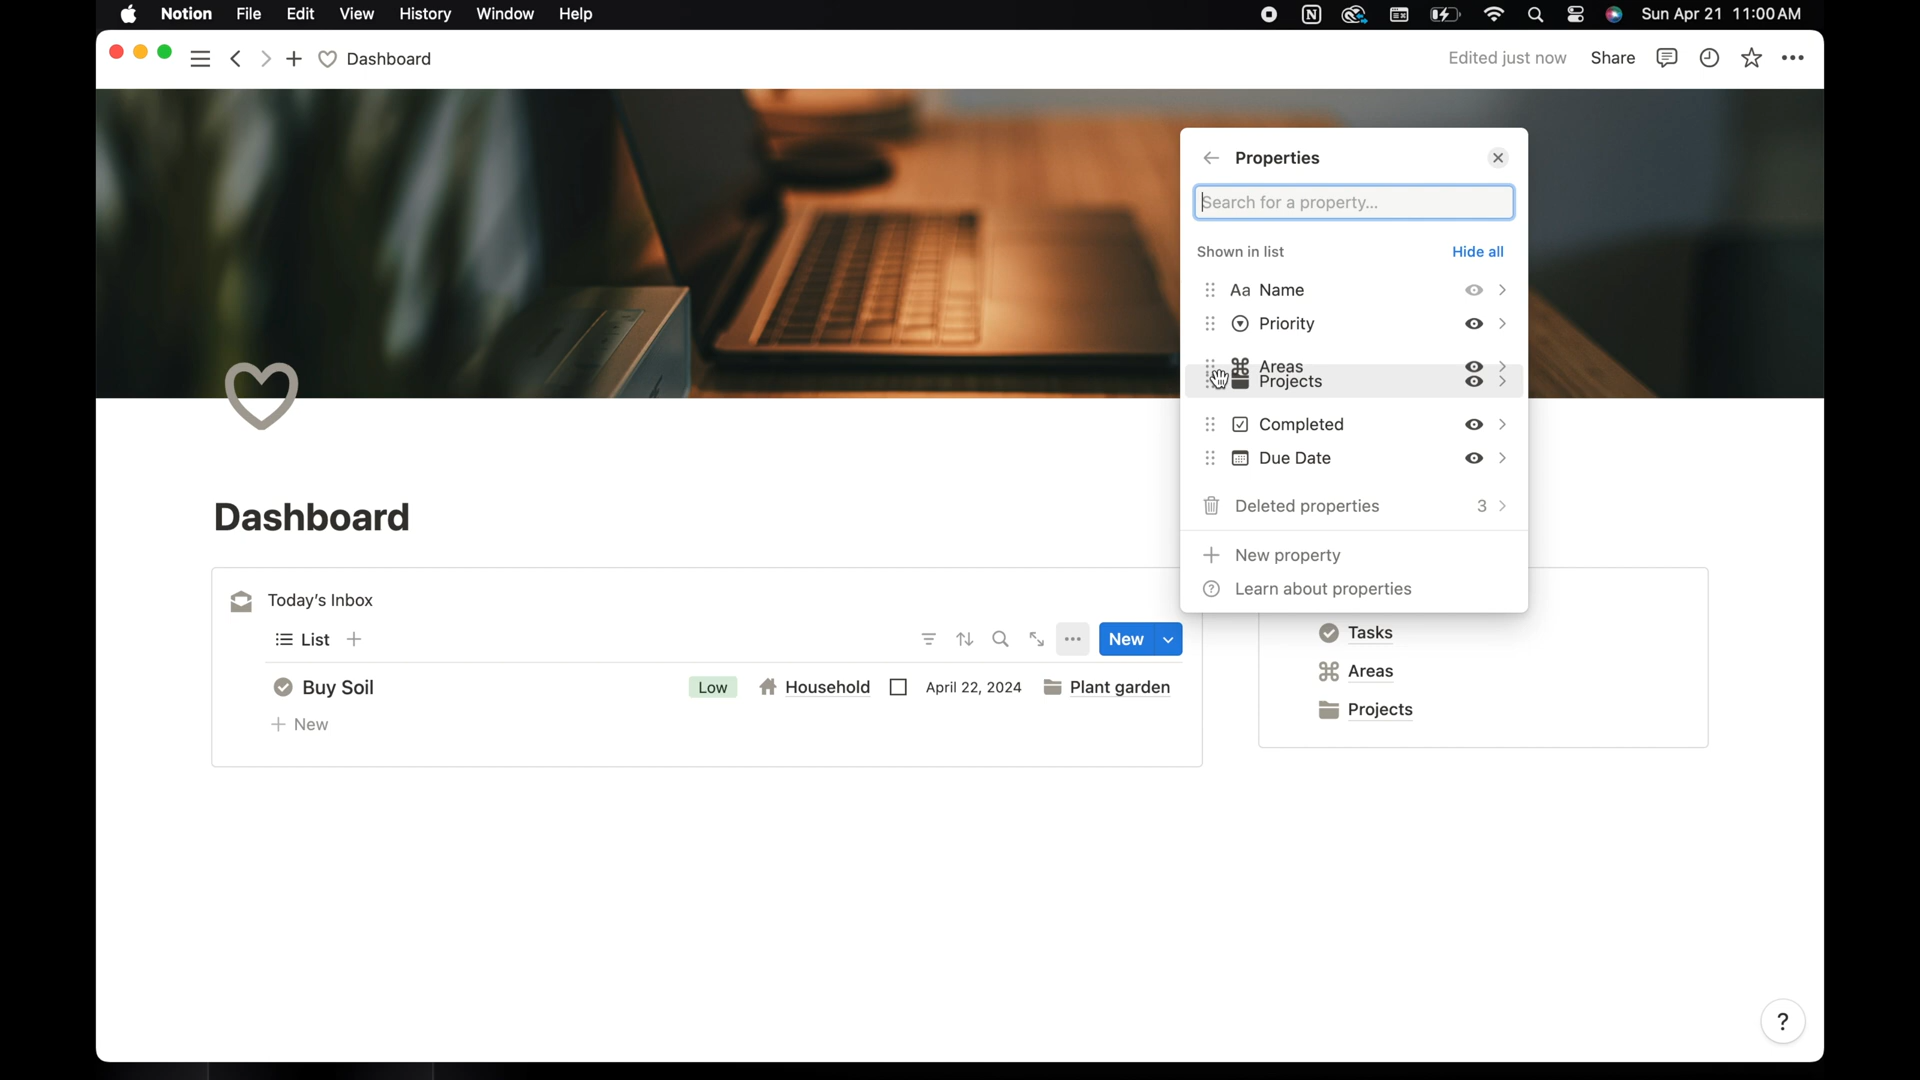 Notion File Edit View History Window Help Sun Apr 21 11:00 AM
Dashboard Edited just now Share
Properties
Search for a property...
Shown in list Hide all
Aa Name
Priority
Areas
Projects
Completed
Due Date
Deleted properties 3
New property
Learn about properties
Dashboard
Today's Inbox
List New
Buy Soil Low Household April 22, 2024 Plant garden
New
Tasks
Areas
Projects
?